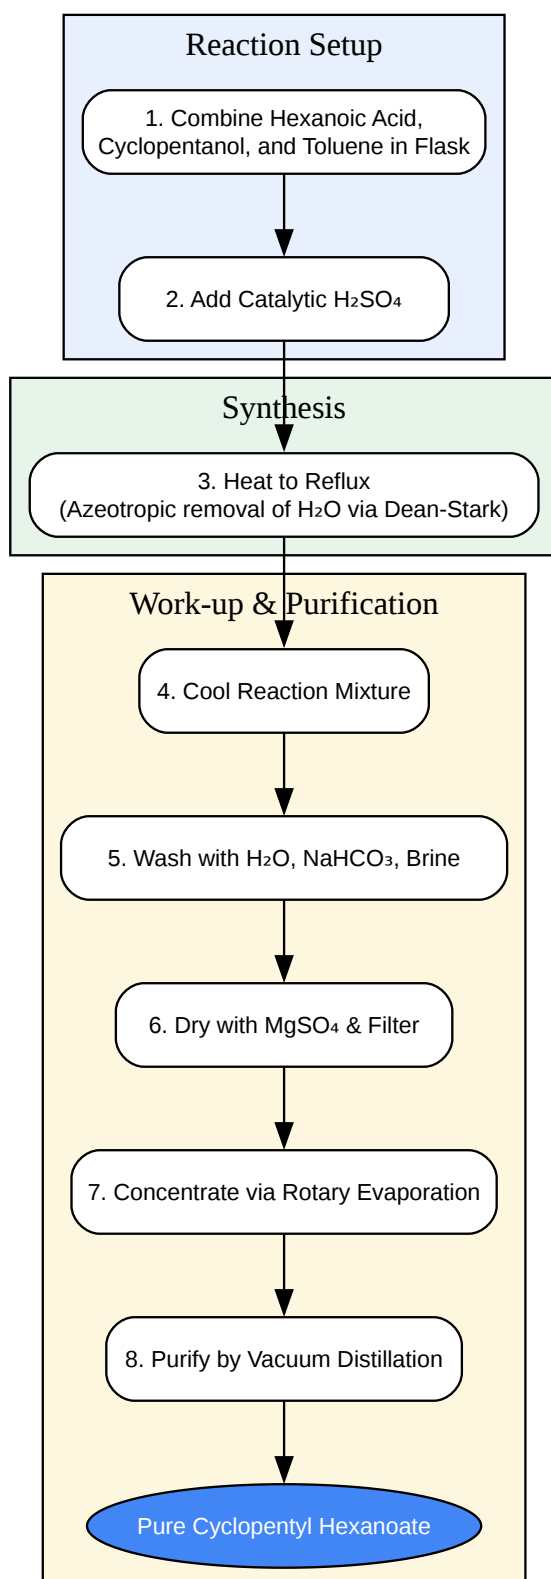 Reaction Setup
1. Combine Hexanoic Acid,
Cyclopentanol, and Toluene in Flask
2. Add Catalytic H₂SO₄
Synthesis
3. Heat to Reflux
(Azeotropic removal of H₂O via Dean-Stark)
Work-up & Purification
4. Cool Reaction Mixture
5. Wash with H₂O, NaHCO₃, Brine
6. Dry with MgSO₄ & Filter
7. Concentrate via Rotary Evaporation
8. Purify by Vacuum Distillation
Pure Cyclopentyl Hexanoate